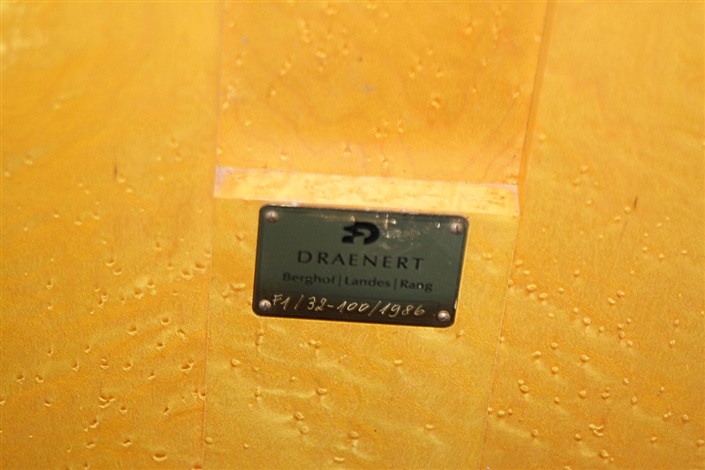 DRAENERT
Berghof|Landes|Rang
F1/32-100/1986